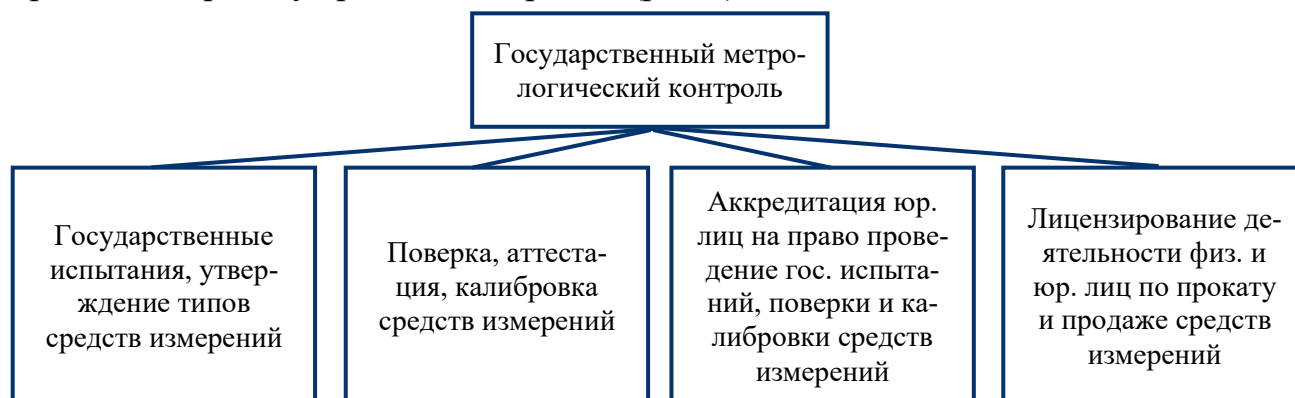 Государственный метро-
логический контроль
Государственные
испытания, утвер-
ждение типов
средств измерений
Поверка, аттеста-
ция, калибровка
средств измерений
Аккредитация юр.
лиц на право прове-
дение гос. испыта-
ний, поверки и ка-
либровки средств
измерений
Лицензирование де-
ятельности физ. и
юр. лиц по прокату
и продаже средств
измерений